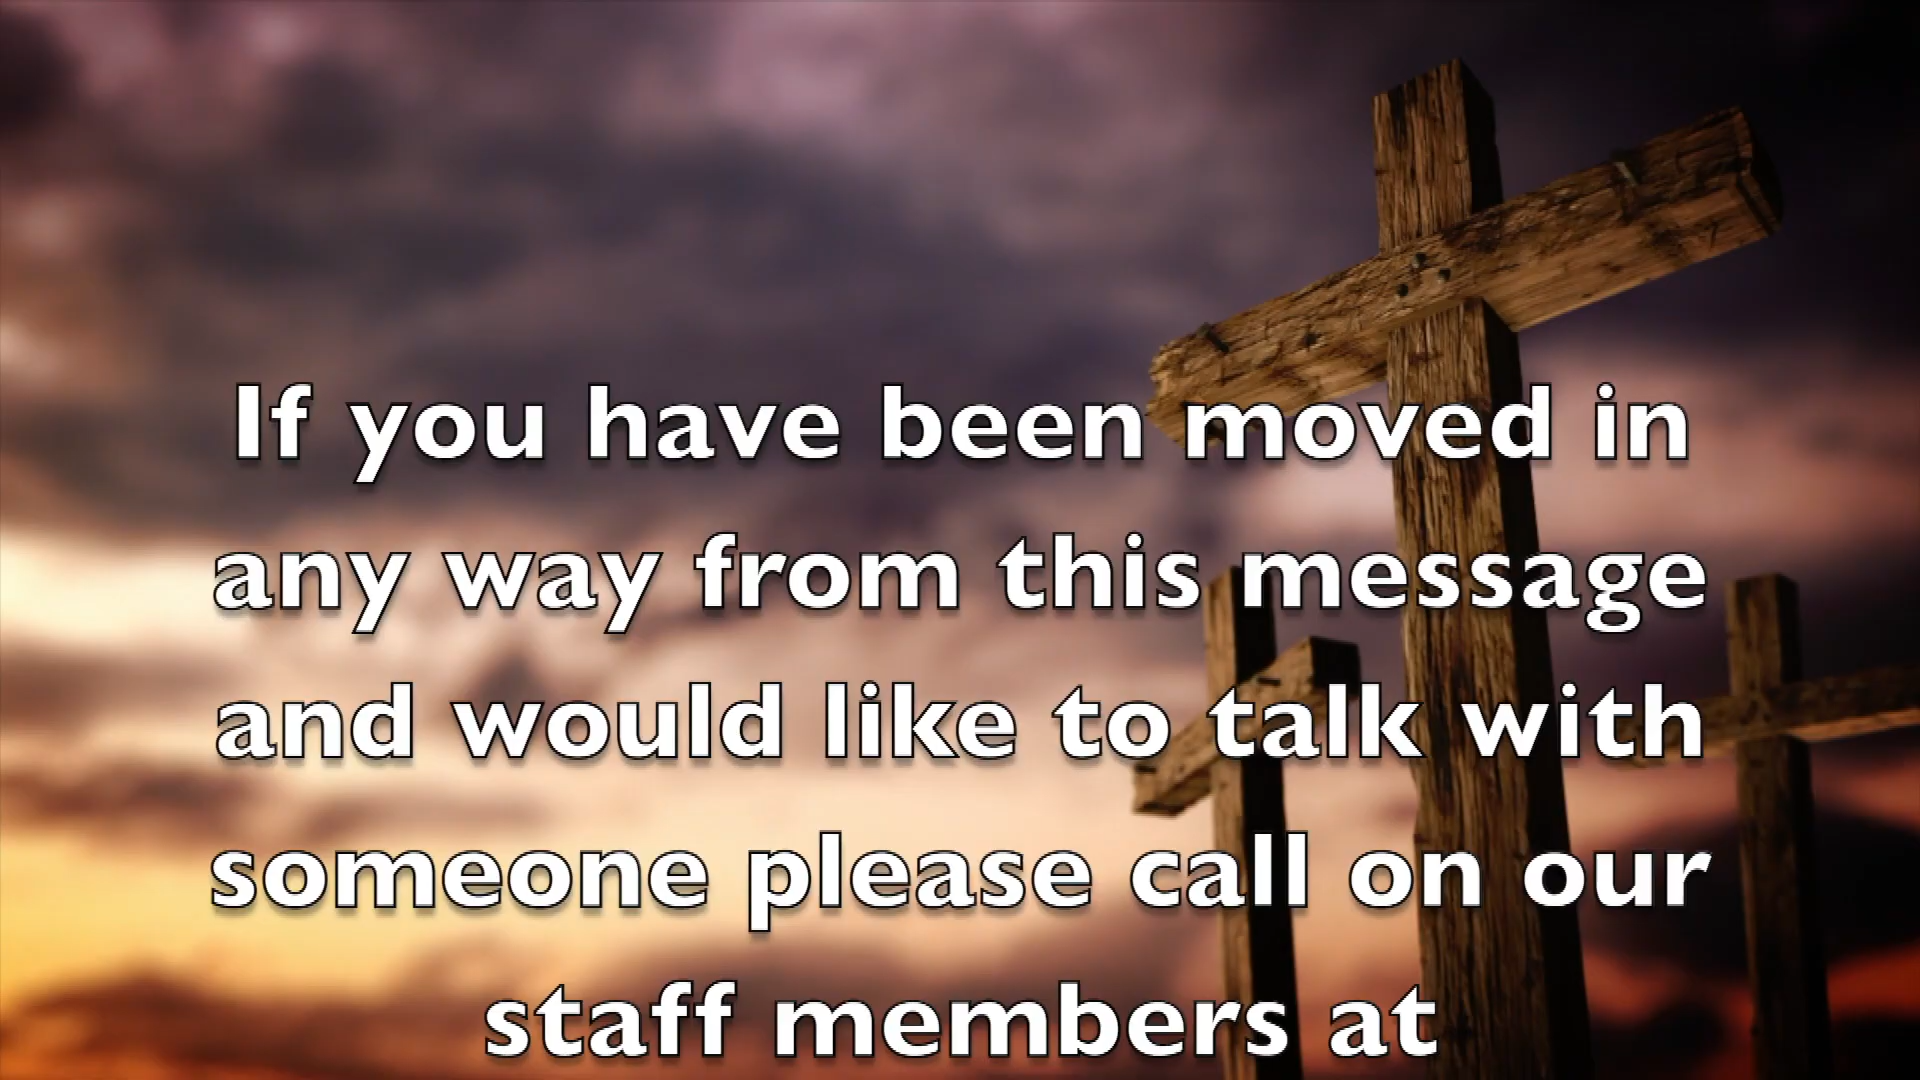 If you have been moved in
any way from this message
and would like to talk with
someone please call on our
staff members at